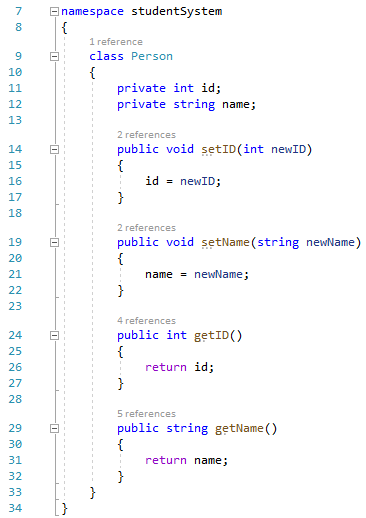 7 namespace studentSystem
8 {
1 reference
9 class Person
10 {
11 private int id;
12 private string name;
13
2 references
14 public void setID(int newID)
15 {
16 id = newID;
17 }
18
2 references
19 public void setName(string newName)
20 {
21 name = newName;
22 }
23
4 references
24 public int getID()
25 {
26 return id;
27 }
28
5 references
29 public string getName()
30 {
31 return name;
32 }
33 }
34 }